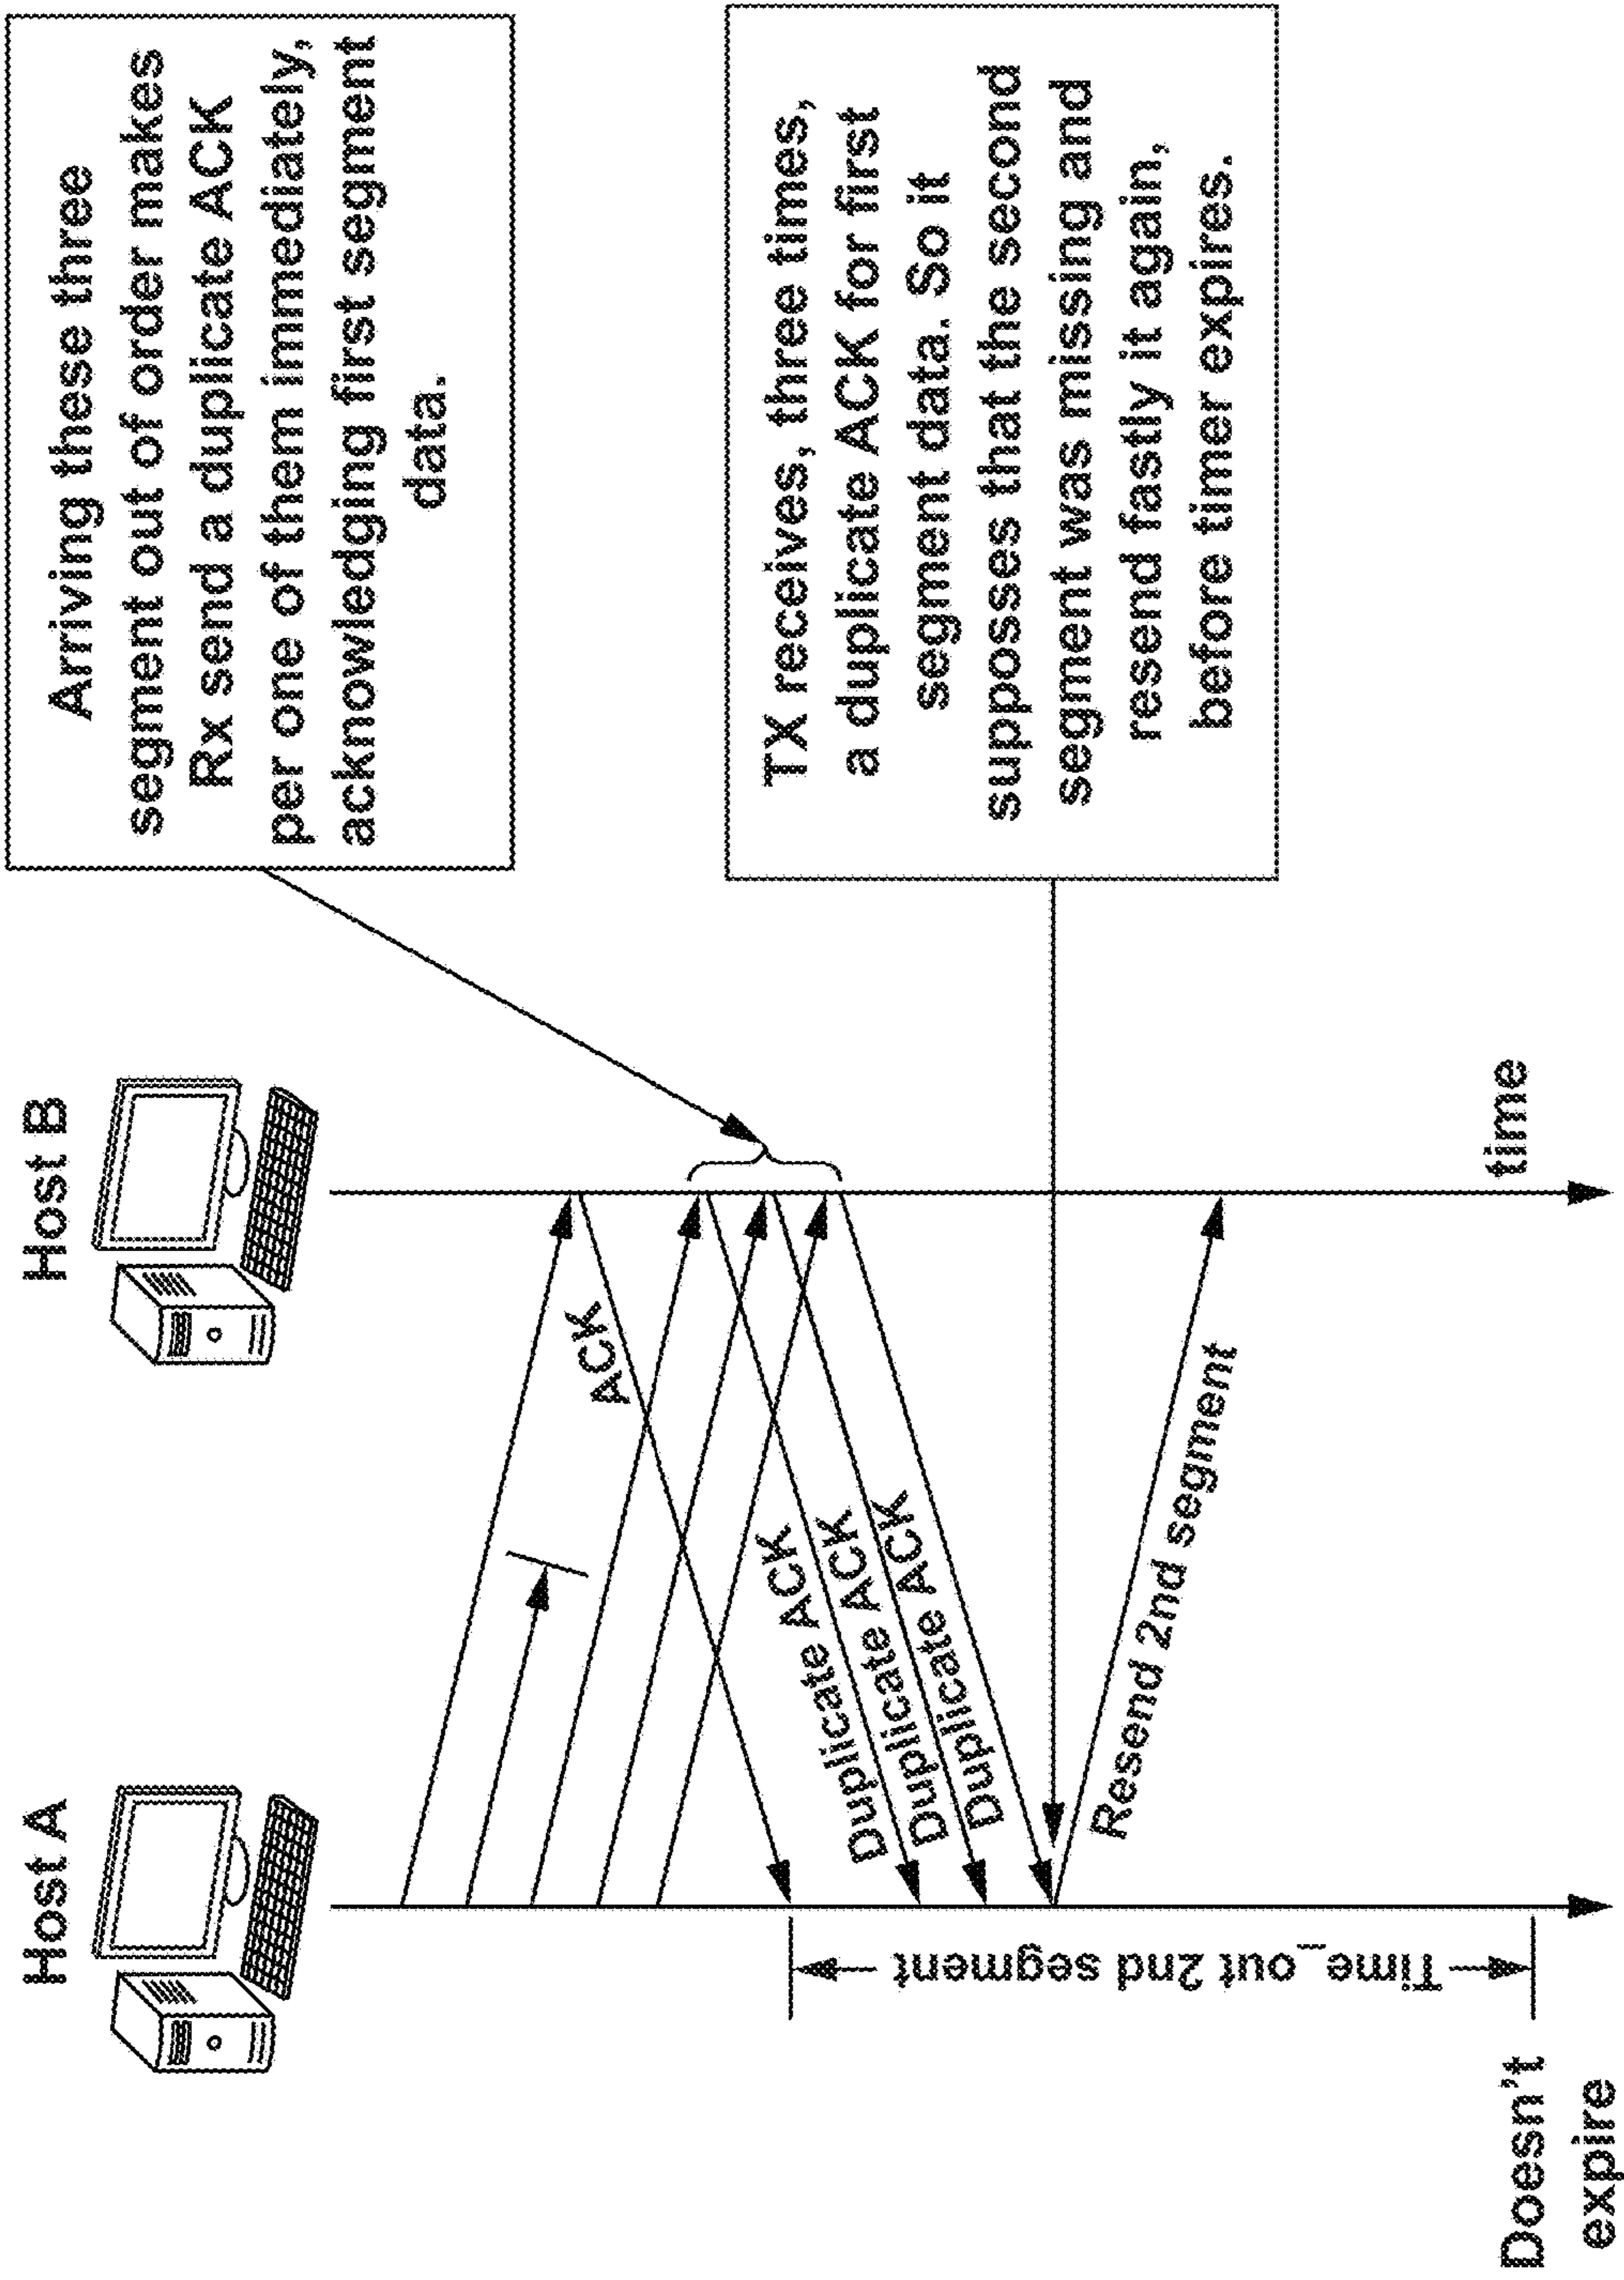 Host A
Host B
Arriving these three
segment out of order makes
Rx send a duplicate ACK
per one of them immediately,
acknowledging first segment
data.
ACK
Duplicate ACK
Duplicate ACK
Duplicate ACK
TX receives, three times,
a duplicate ACK for first
segment data. So it
supposes that the second
segment was missing and
resend fastly it again,
before timer expires.
Time_out 2nd segment
Resend 2nd segment
Doesn't
expire
time